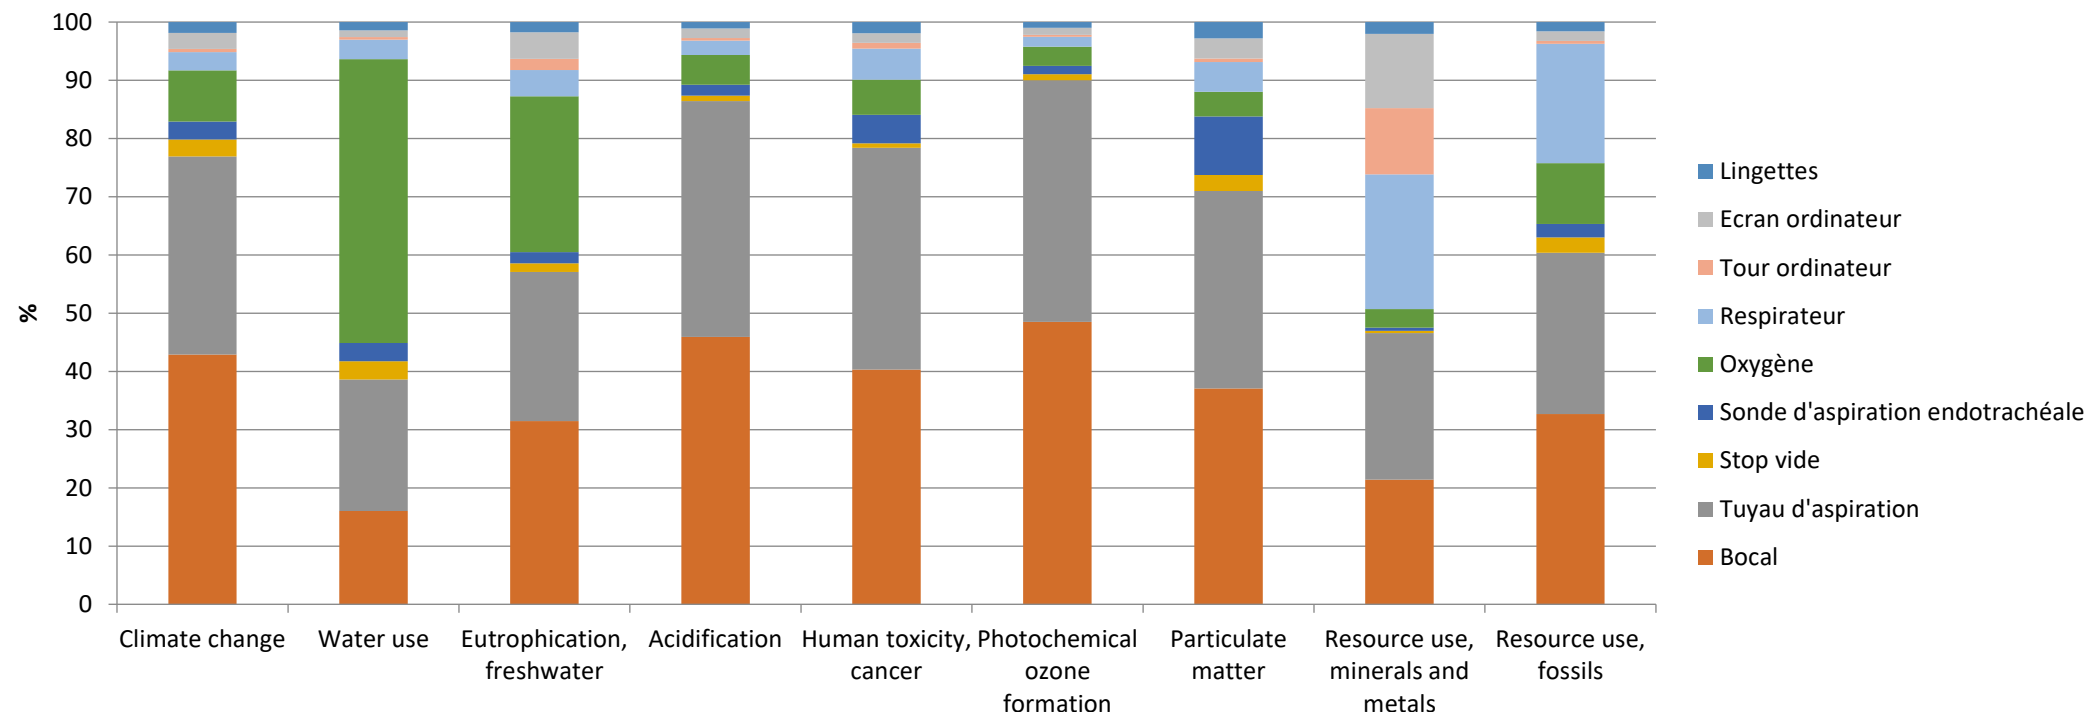 100
90
80
70
60
50
40
30
20
10
0
%
Climate change
Water use
Eutrophication,
freshwater
Acidification
Human toxicity,
cancer
Photochemical
ozone
formation
Particulate
matter
Resource use,
minerals and
metals
Resource use,
fossils
Lingettes
Ecran ordinateur
Tour ordinateur
Respirateur
Oxygène
Sonde d'aspiration endotrachéale
Stop vide
Tuyau d'aspiration
Bocal